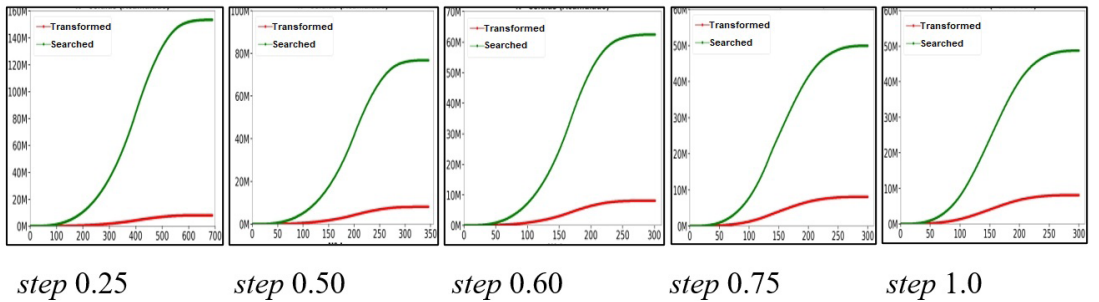 160M 140M 120M 100M 80M 60M 40M 20M 0M
Transformed
Searched
0 100 200 300 400 500 600 700
100M 80M 60M 40M 20M 0M
Transformed
Searched
0 50 100 150 200 250 300 350
70M 60M 50M 40M 30M 20M 10M 0M
Transformed
Searched
0 50 100 150 200 250 300
60M 50M 40M 30M 20M 10M 0M
Transformed
Searched
0 50 100 150 200 250 300
60M 50M 40M 30M 20M 10M 0M
Transformed
Searched
0 50 100 150 200 250 300
step 0.25 step 0.50 step 0.60 step 0.75 step 1.0